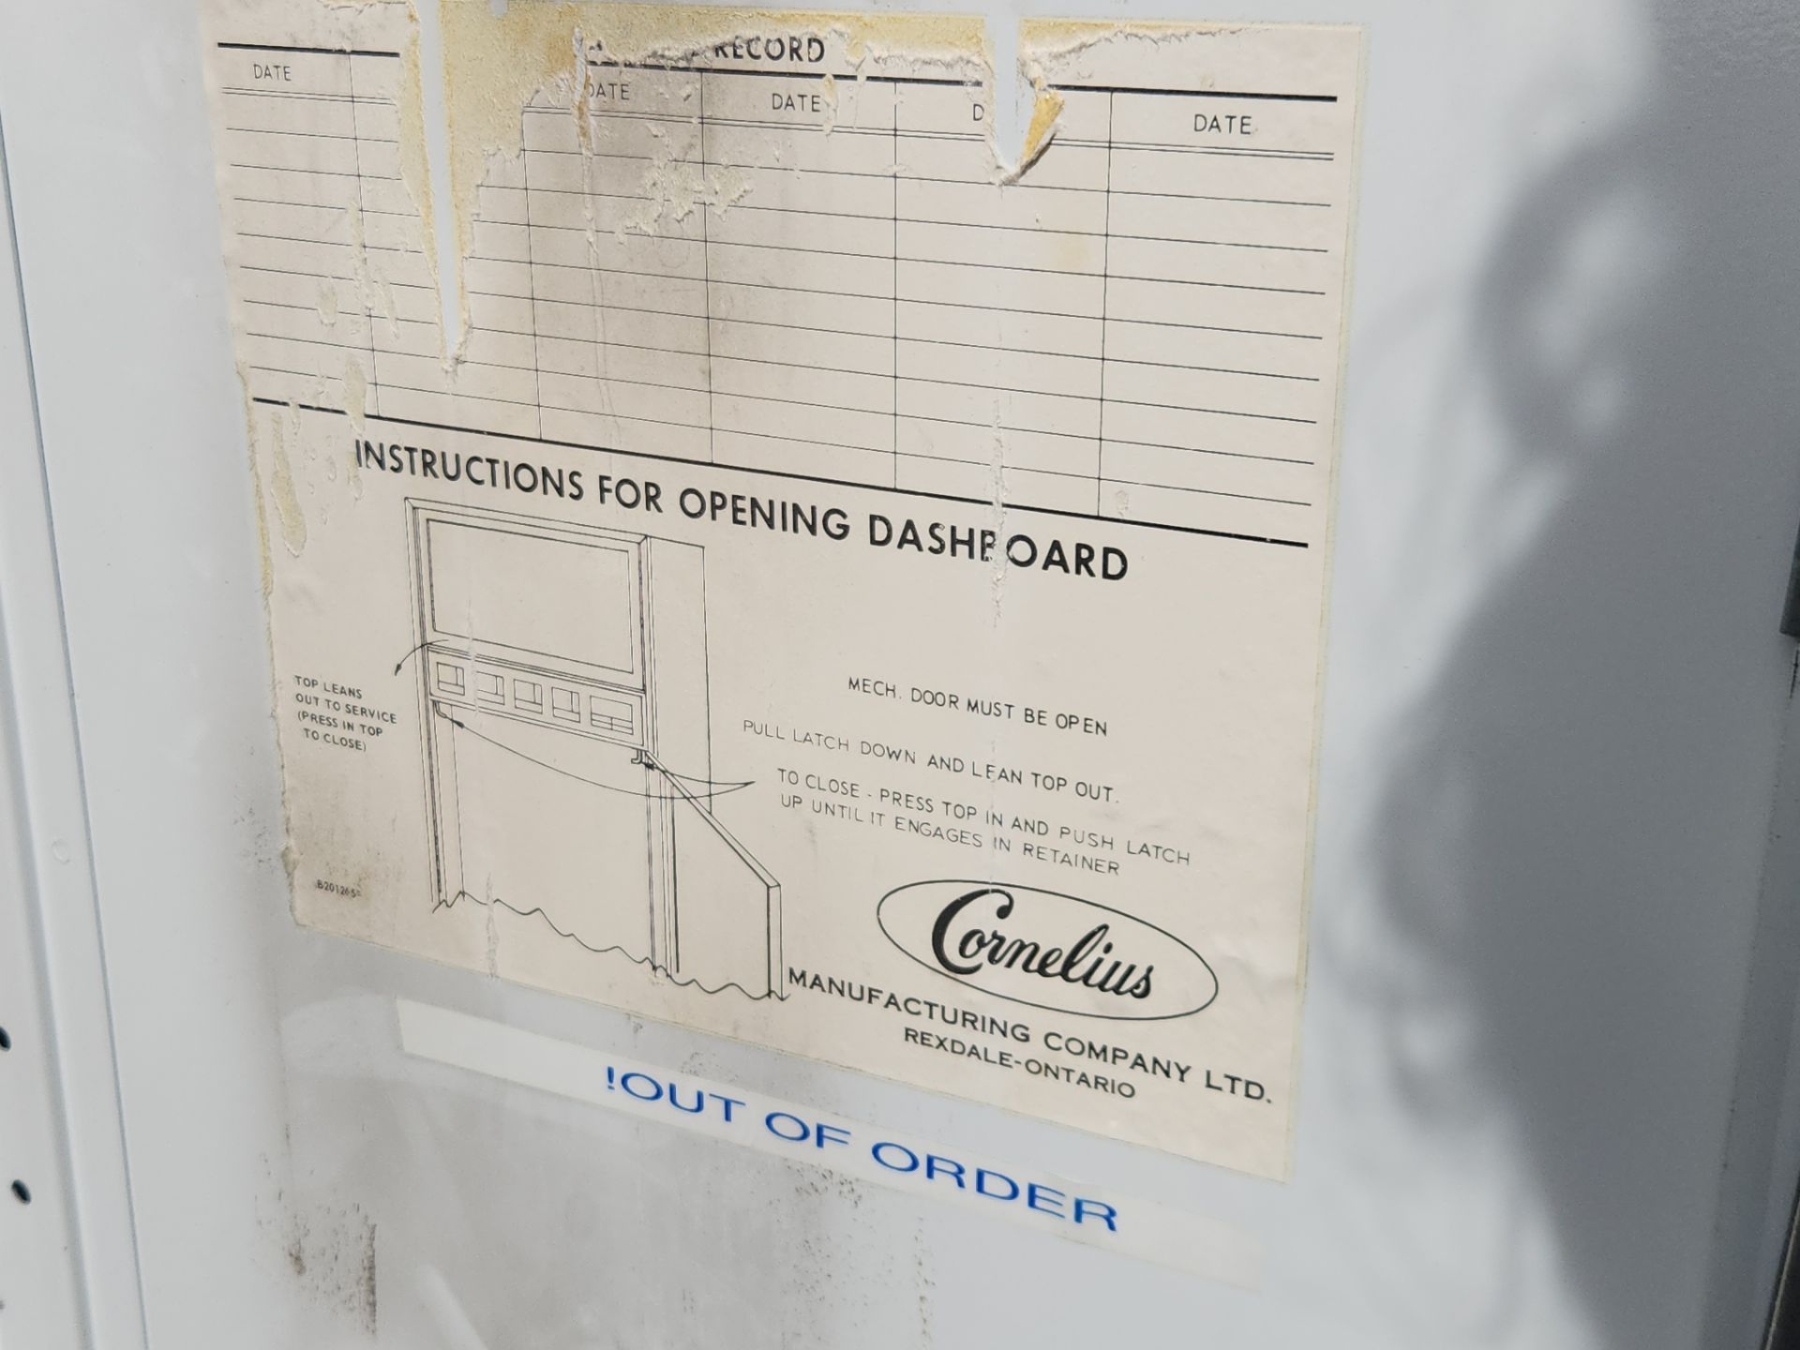 RECORD
DATE DATE DATE DATE
INSTRUCTIONS FOR OPENING DASHBOARD
TOP LEANS
OUT TO SERVICE
(PRESS IN TOP
TO CLOSE)
MECH. DOOR MUST BE OPEN
PULL LATCH DOWN AND LEAN TOP OUT.
TO CLOSE - PRESS TOP IN AND PUSH LATCH
UP UNTIL IT ENGAGES IN RETAINER
Cornelius
MANUFACTURING COMPANY LTD.
REXDALE-ONTARIO
!OUT OF ORDER